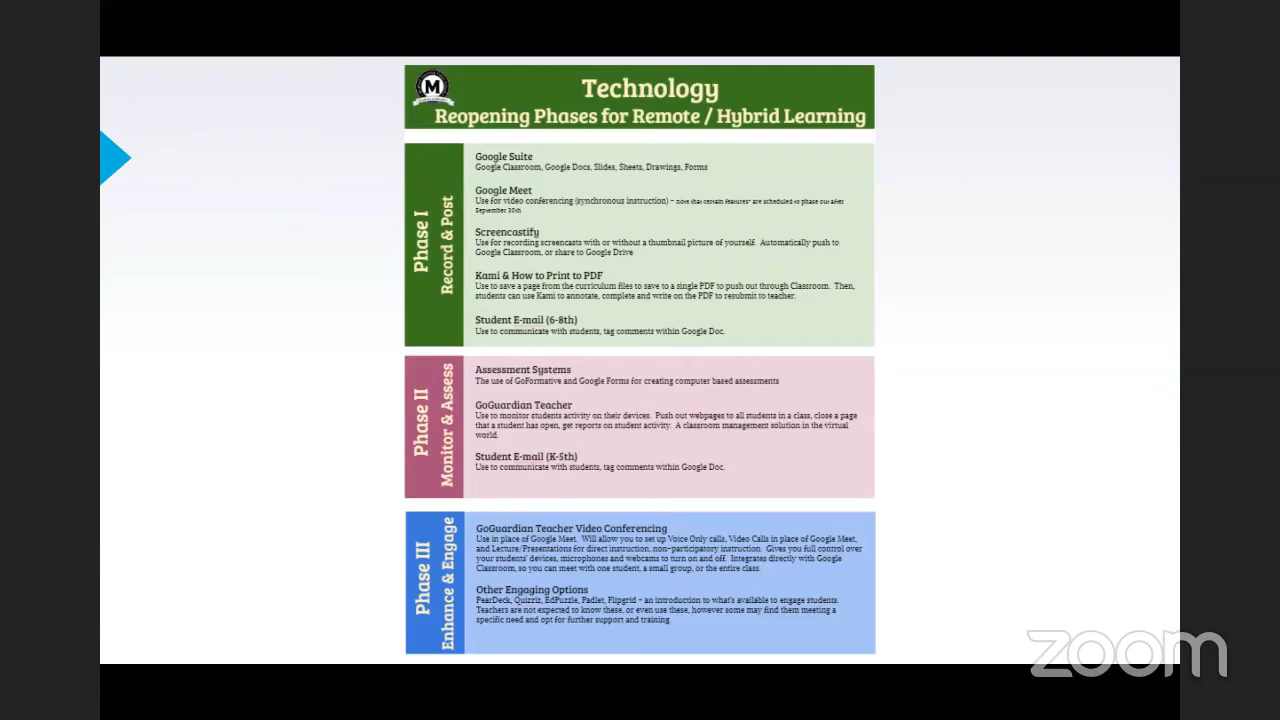 M
Technology
Reopening Phases for Remote / Hybrid Learning
Phase I
Record & Post
Google Suite
Google Classroom, Google Docs, Slides, Sheets, Drawings, Forms
Google Meet
Use for video conferencing (synchronous instruction) - note that certain features* are scheduled to phase out after
September 30th
Screencastify
Use for recording screencasts with or without a thumbnail picture of yourself. Automatically push to
Google Classroom, or share to Google Drive
Kami & How to Print to PDF
Use to save a page from the curriculum files to save to a single PDF to push out through Classroom. Then,
students can use Kami to annotate, complete and write on the PDF to resubmit to teacher.
Student E-mail (6-8th)
Use to communicate with students, tag comments within Google Doc.
Phase II
Monitor & Assess
Assessment Systems
The use of GoFormative and Google Forms for creating computer based assessments
GoGuardian Teacher
Use to monitor students activity on their devices. Push out webpages to all students in a class, close a page
that a student has open, get reports on student activity. A classroom management solution in the virtual
world.
Student E-mail (K-5th)
Use to communicate with students, tag comments within Google Doc.
Phase III
Enhance & Engage
GoGuardian Teacher Video Conferencing
Use in place of Google Meet. Will allow you to set up Voice Only calls, Video Calls in place of Google Meet,
and Lecture/Presentations for direct instruction, non-participatory instruction. Gives you full control over
your students' devices, microphones and webcams to turn on and off. Integrates directly with Google
Classroom, so you can meet with one student, a small group, or the entire class.
Other Engaging Options
PearDeck, Quizziz, EdPuzzle, Padlet, Flipgrid - an introduction to what's available to engage students.
Teachers are not expected to know these, or even use these, however some may find them meeting a
specific need and opt for further support and training.
zoom